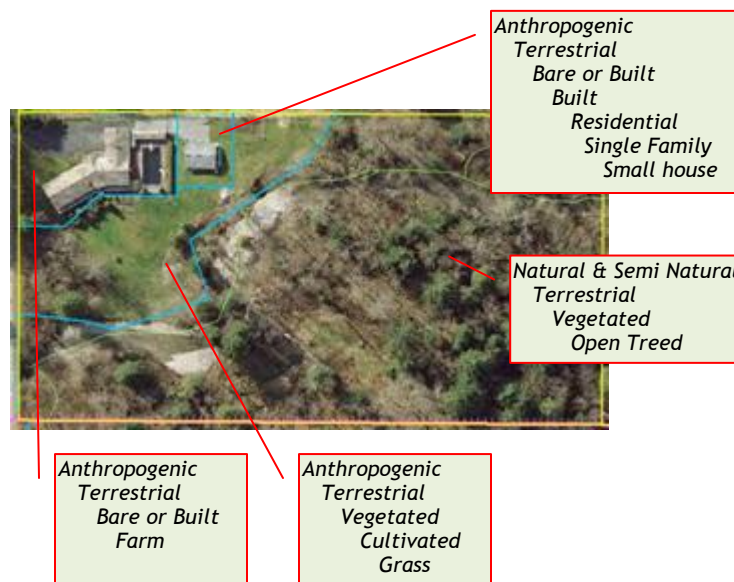 Anthropogenic
Terrestrial
Bare or Built
Built
Residential
Single Family
Small house
Natural & Semi Natural
Terrestrial
Vegetated
Open Treed
Anthropogenic
Terrestrial
Bare or Built
Farm
Anthropogenic
Terrestrial
Vegetated
Cultivated
Grass